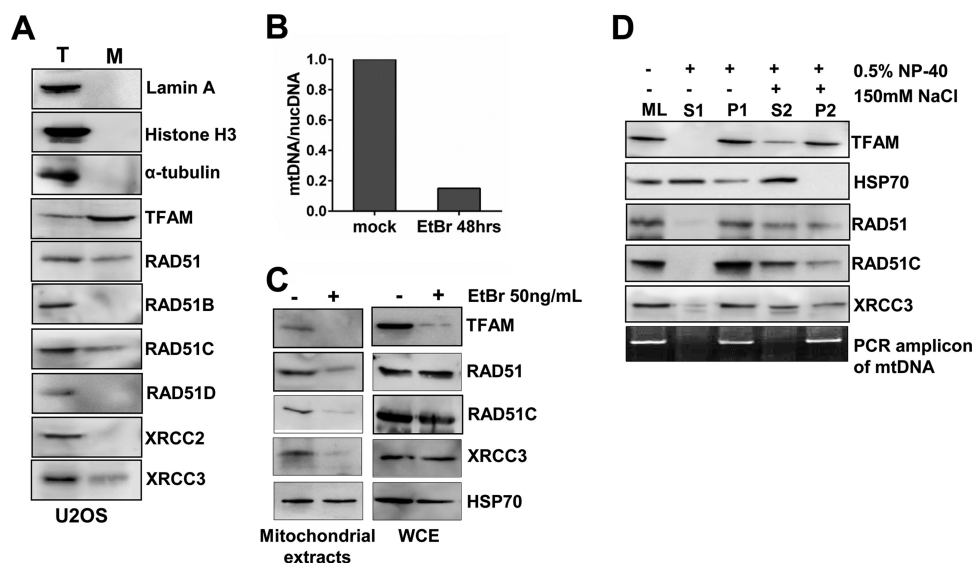 A
T M
Lamin A
Histone H3
α-tubulin
TFAM
RAD51
RAD51B
RAD51C
RAD51D
XRCC2
XRCC3
U2OS
B
mtDNA/nucDNA
1.0
0.8
0.6
0.4
0.2
0.0
mock EtBr 48hrs
C
- + - + EtBr 50ng/mL
TFAM
RAD51
RAD51C
XRCC3
HSP70
Mitochondrial WCE
extracts
D
- + + + + 0.5% NP-40
- - - + + 150mM NaCl
ML S1 P1 S2 P2
TFAM
HSP70
RAD51
RAD51C
XRCC3
PCR amplicon
of mtDNA